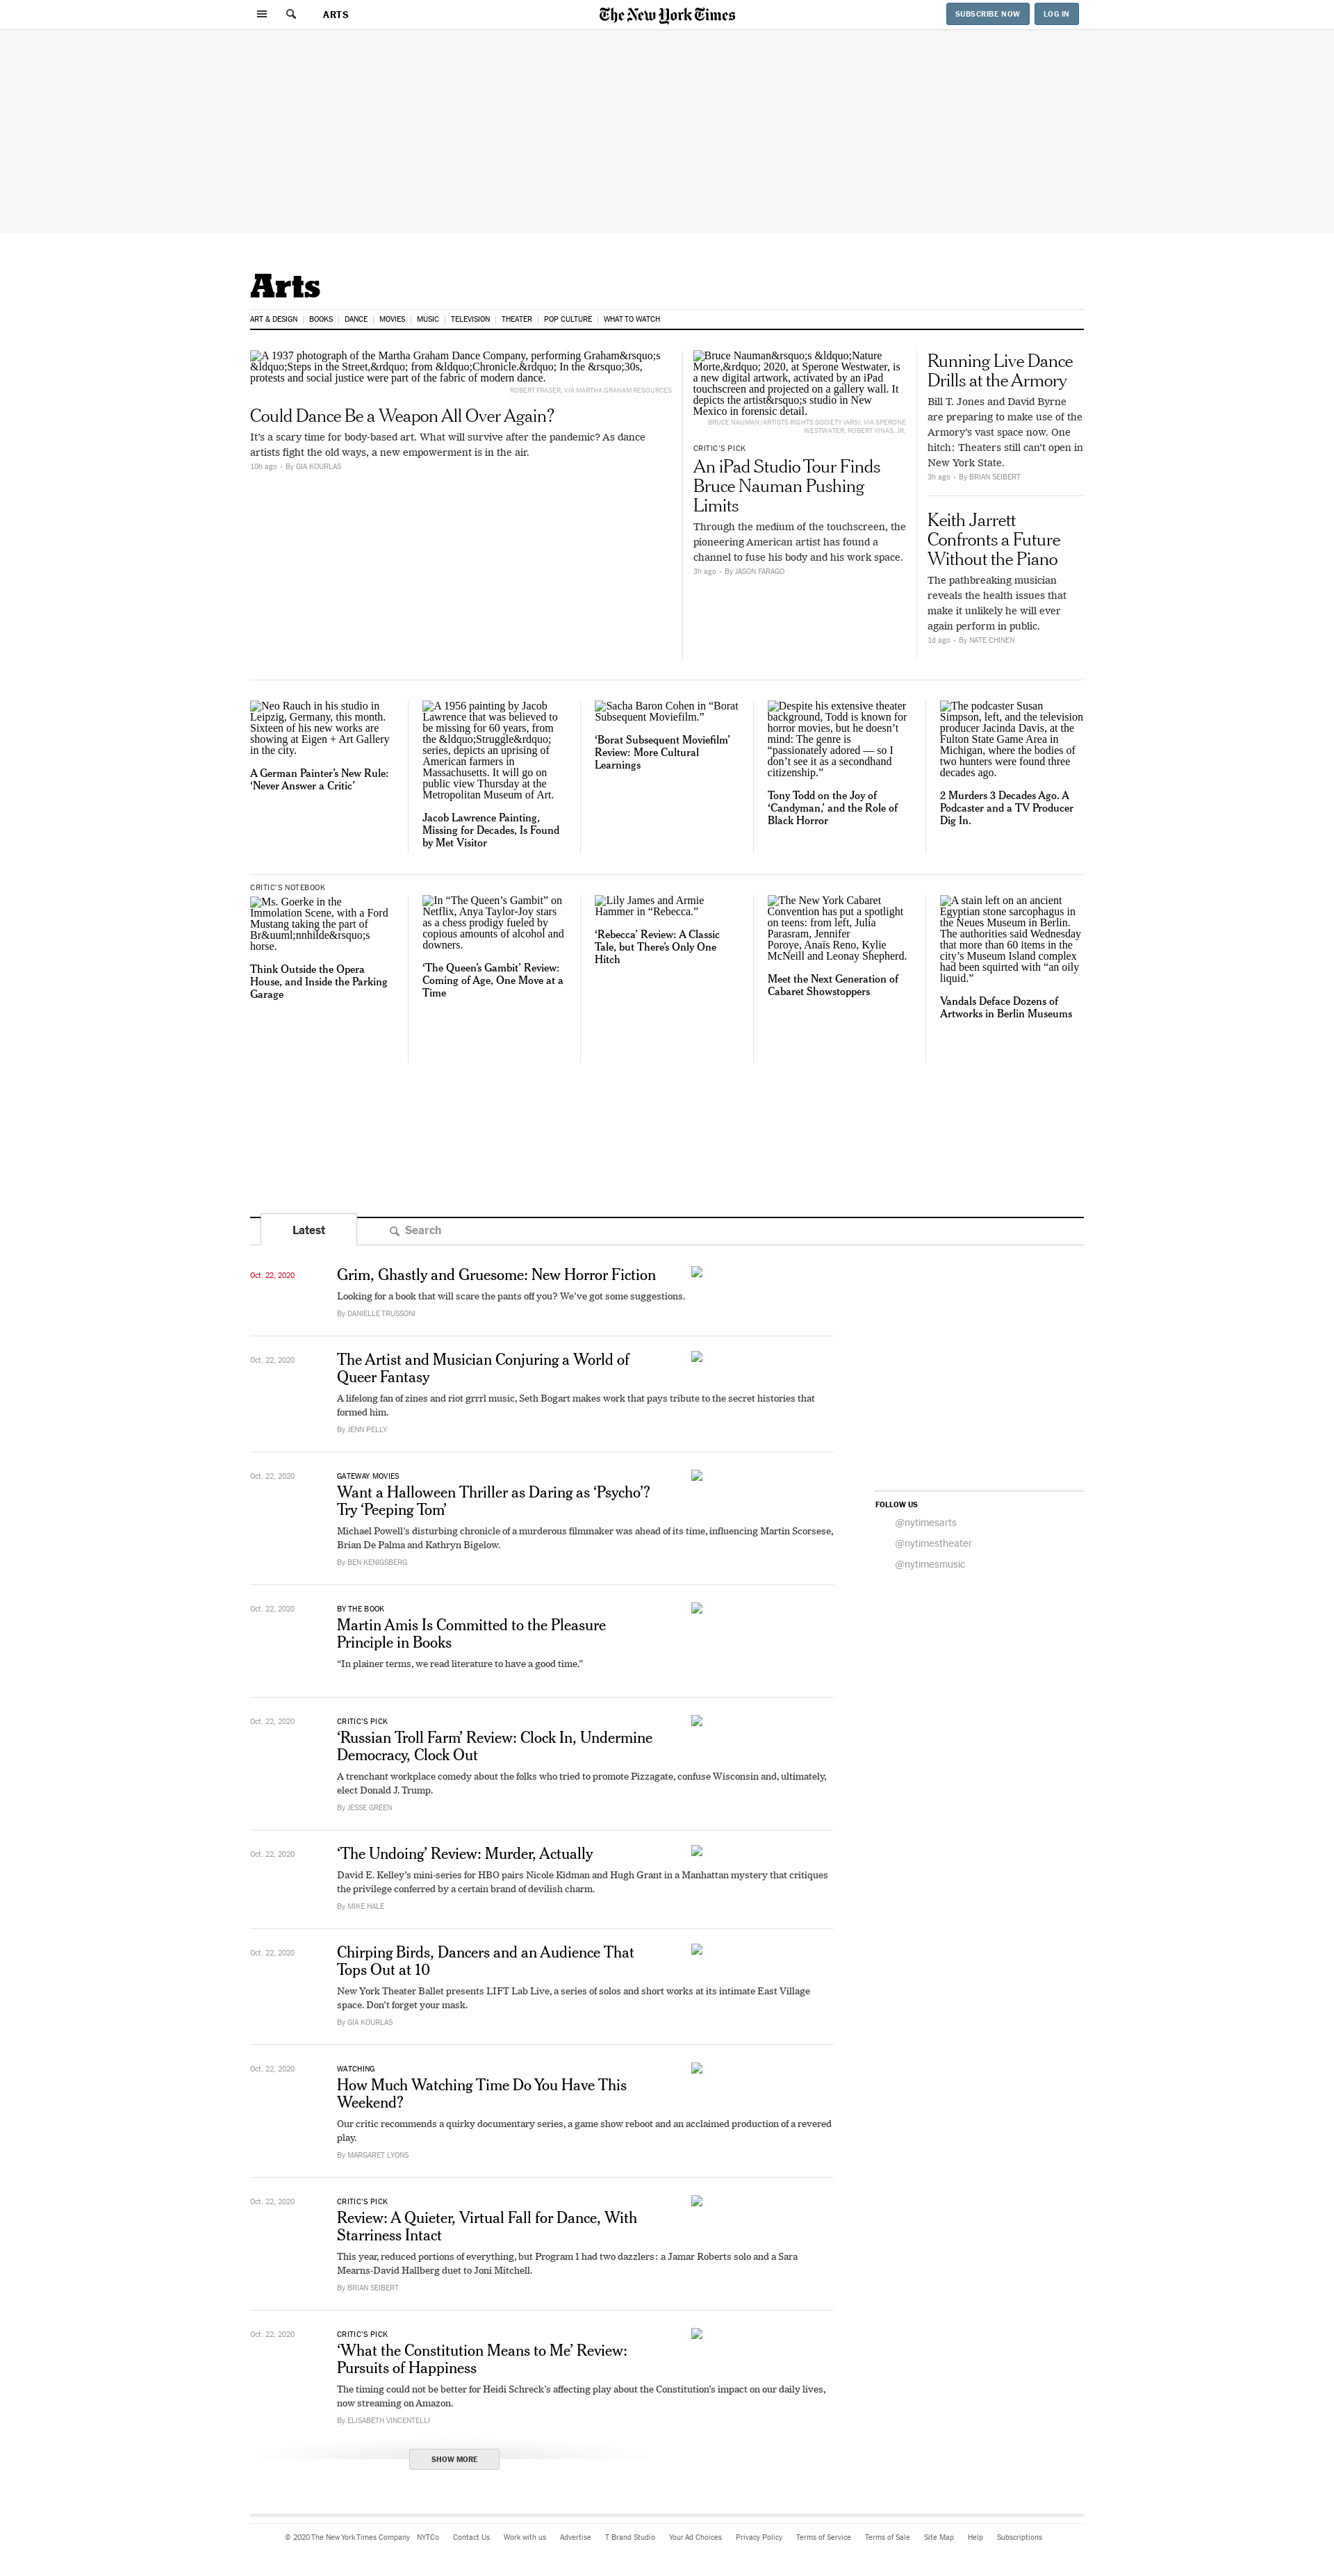 ARTS
The New York Times
SUBSCRIBE NOW
LOG IN
Arts
ART & DESIGN
BOOKS
DANCE
MOVIES
MUSIC
TELEVISION
THEATER
POP CULTURE
WHAT TO WATCH
A 1937 photograph of the Martha Graham Dance Company, performing Graham&rsquo;s
&ldquo;Steps in the Street,&rdquo; from &ldquo;Chronicle.&rdquo; In the &rsquo;30s,
protests and social justice were part of the fabric of modern dance.
ROBERT FRASER, VIA MARTHA GRAHAM RESOURCES
Could Dance Be a Weapon All Over Again?
It's a scary time for body-based art. What will survive after the pandemic? As dance
artists fight the old ways, a new empowerment is in the air.
10h ago • By GIA KOURLAS
Bruce Nauman&rsquo;s &ldquo;Nature
Morte,&rdquo; 2020, at Sperone Westwater, is
a new digital artwork, activated by an iPad
touchscreen and projected on a gallery wall. It
depicts the artist&rsquo;s studio in New
Mexico in forensic detail.
BRUCE NAUMAN/ARTISTS RIGHTS SOCIETY (ARS); VIA SPERONE
WESTWATER; ROBERT VINAS, JR.
CRITIC'S PICK
An iPad Studio Tour Finds
Bruce Nauman Pushing
Limits
Through the medium of the touchscreen, the
pioneering American artist has found a
channel to fuse his body and his work space.
3h ago • By JASON FARAGO
Running Live Dance
Drills at the Armory
Bill T. Jones and David Byrne
are preparing to make use of the
Armory's vast space now. One
hitch: Theaters still can't open in
New York State.
3h ago • By BRIAN SEIBERT
Keith Jarrett
Confronts a Future
Without the Piano
The pathbreaking musician
reveals the health issues that
make it unlikely he will ever
again perform in public.
1d ago • By NATE CHINEN
Neo Rauch in his studio in
Leipzig, Germany, this month.
Sixteen of his new works are
showing at Eigen + Art Gallery
in the city.
A German Painter's New Rule:
'Never Answer a Critic'
A 1956 painting by Jacob
Lawrence that was believed to
be missing for 60 years, from
the &ldquo;Struggle&rdquo;
series, depicts an uprising of
American farmers in
Massachusetts. It will go on
public view Thursday at the
Metropolitan Museum of Art.
Jacob Lawrence Painting,
Missing for Decades, Is Found
by Met Visitor
Sacha Baron Cohen in “Borat
Subsequent Moviefilm.”
‘Borat Subsequent Moviefilm’
Review: More Cultural
Learnings
Despite his extensive theater
background, Todd is known for
horror movies, but he doesn’t
mind: The genre is
“passionately adored — so I
don’t see it as a secondhand
citizenship.”
Tony Todd on the Joy of
‘Candyman,’ and the Role of
Black Horror
The podcaster Susan
Simpson, left, and the television
producer Jacinda Davis, at the
Fulton State Game Area in
Michigan, where the bodies of
two hunters were found three
decades ago.
2 Murders 3 Decades Ago. A
Podcaster and a TV Producer
Dig In.
CRITIC'S NOTEBOOK
Ms. Goerke in the
Immolation Scene, with a Ford
Mustang taking the part of
Br&uuml;nnhilde&rsquo;s
horse.
Think Outside the Opera
House, and Inside the Parking
Garage
In “The Queen’s Gambit” on
Netflix, Anya Taylor-Joy stars
as a chess prodigy fueled by
copious amounts of alcohol and
downers.
‘The Queen’s Gambit’ Review:
Coming of Age, One Move at a
Time
Lily James and Armie
Hammer in “Rebecca.”
‘Rebecca’ Review: A Classic
Tale, but There’s Only One
Hitch
The New York Cabaret
Convention has put a spotlight
on teens: from left, Julia
Parasram, Jennifer
Poroye, Anaïs Reno, Kylie
McNeill and Leonay Shepherd.
Meet the Next Generation of
Cabaret Showstoppers
A stain left on an ancient
Egyptian stone sarcophagus in
the Neues Museum in Berlin.
The authorities said Wednesday
that more than 60 items in the
city’s Museum Island complex
had been squirted with “an oily
liquid.”
Vandals Deface Dozens of
Artworks in Berlin Museums
Latest
Search
Oct. 22, 2020
Grim, Ghastly and Gruesome: New Horror Fiction
Looking for a book that will scare the pants off you? We’ve got some suggestions.
By DANIELLE TRUSSONI
Oct. 22, 2020
The Artist and Musician Conjuring a World of
Queer Fantasy
A lifelong fan of zines and riot grrrl music, Seth Bogart makes work that pays tribute to the secret histories that
formed him.
By JENN PELLY
Oct. 22, 2020
GATEWAY MOVIES
Want a Halloween Thriller as Daring as ‘Psycho’?
Try ‘Peeping Tom’
Michael Powell’s disturbing chronicle of a murderous filmmaker was ahead of its time, influencing Martin Scorsese,
Brian De Palma and Kathryn Bigelow.
By BEN KENIGSBERG
FOLLOW US
@nytimesarts
@nytimestheater
@nytimesmusic
Oct. 22, 2020
BY THE BOOK
Martin Amis Is Committed to the Pleasure
Principle in Books
“In plainer terms, we read literature to have a good time.”
Oct. 22, 2020
CRITIC'S PICK
‘Russian Troll Farm’ Review: Clock In, Undermine
Democracy, Clock Out
A trenchant workplace comedy about the folks who tried to promote Pizzagate, confuse Wisconsin and, ultimately,
elect Donald J. Trump.
By JESSE GREEN
Oct. 22, 2020
‘The Undoing’ Review: Murder, Actually
David E. Kelley’s mini-series for HBO pairs Nicole Kidman and Hugh Grant in a Manhattan mystery that critiques
the privilege conferred by a certain brand of devilish charm.
By MIKE HALE
Oct. 22, 2020
Chirping Birds, Dancers and an Audience That
Tops Out at 10
New York Theater Ballet presents LIFT Lab Live, a series of solos and short works at its intimate East Village
space. Don’t forget your mask.
By GIA KOURLAS
Oct. 22, 2020
WATCHING
How Much Watching Time Do You Have This
Weekend?
Our critic recommends a quirky documentary series, a game show reboot and an acclaimed production of a revered
play.
By MARGARET LYONS
Oct. 22, 2020
CRITIC'S PICK
Review: A Quieter, Virtual Fall for Dance, With
Starriness Intact
This year, reduced portions of everything, but Program 1 had two dazzlers: a Jamar Roberts solo and a Sara
Mearns-David Hallberg duet to Joni Mitchell.
By BRIAN SEIBERT
Oct. 22, 2020
CRITIC'S PICK
‘What the Constitution Means to Me’ Review:
Pursuits of Happiness
The timing could not be better for Heidi Schreck’s affecting play about the Constitution’s impact on our daily lives,
now streaming on Amazon.
By ELISABETH VINCENTELLI
SHOW MORE
© 2020 The New York Times Company NYTCo Contact Us Work with us Advertise T Brand Studio Your Ad Choices Privacy Policy Terms of Service Terms of Sale Site Map Help Subscriptions